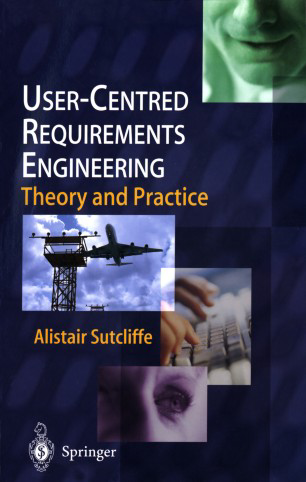 USER-CENTRED
REQUIREMENTS
ENGINEERING
Theory and Practice
Alistair Sutcliffe
Springer